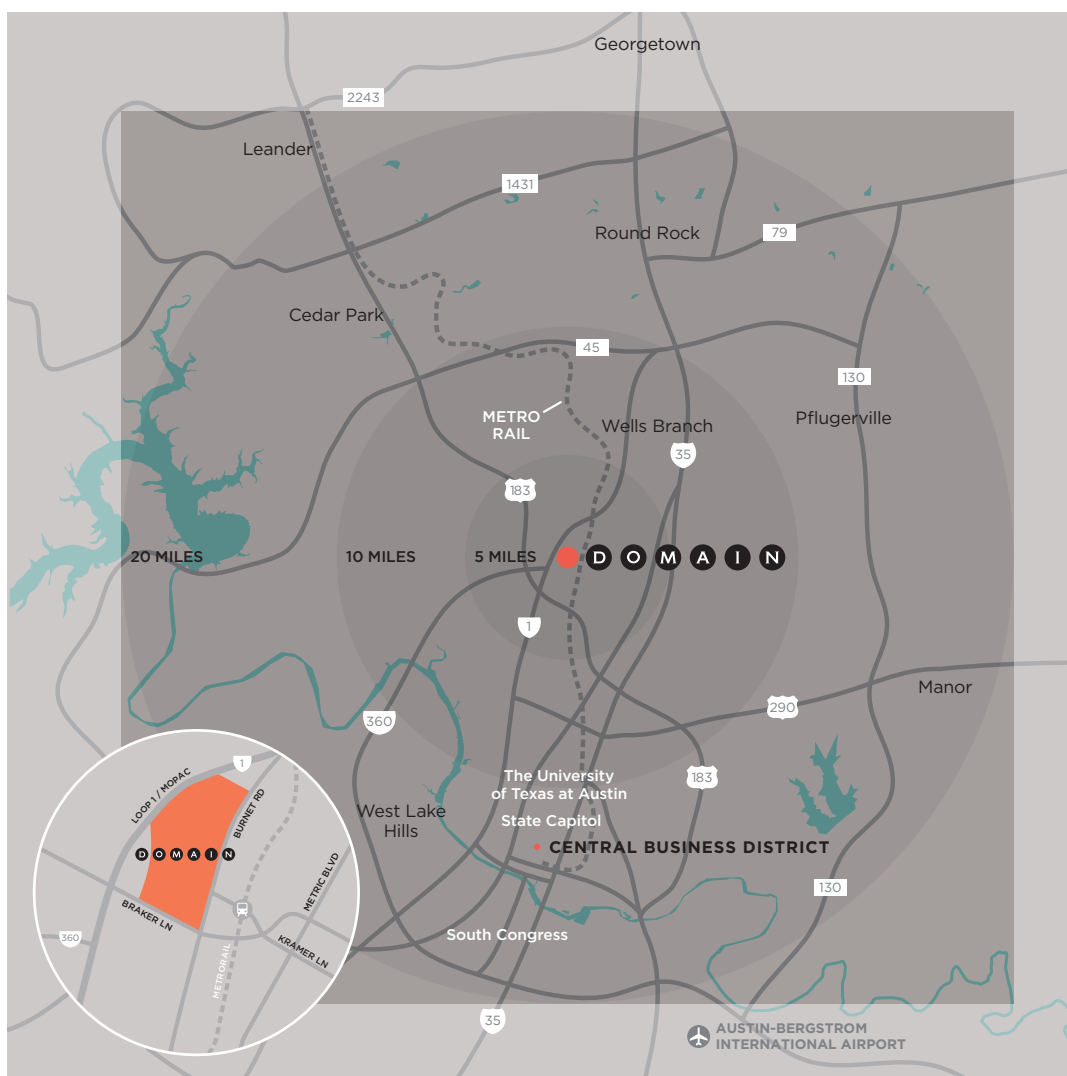 Georgetown
2243
Leander
1431
Round Rock
79
Cedar Park
45
130
METRO
RAIL
Wells Branch
Pflugerville
35
183
20 MILES
10 MILES
5 MILES
DOMAIN
1
Manor
360
290
The University
of Texas at Austin
183
State Capitol
West Lake
Hills
CENTRAL BUSINESS DISTRICT
130
South Congress
35
AUSTIN-BERGSTROM
INTERNATIONAL AIRPORT
1
LOOP 1 / MOPAC
BURNET RD
DOMAIN
METRIC BLVD
BRAKER LN
360
KRAMER LN
METRORAIL